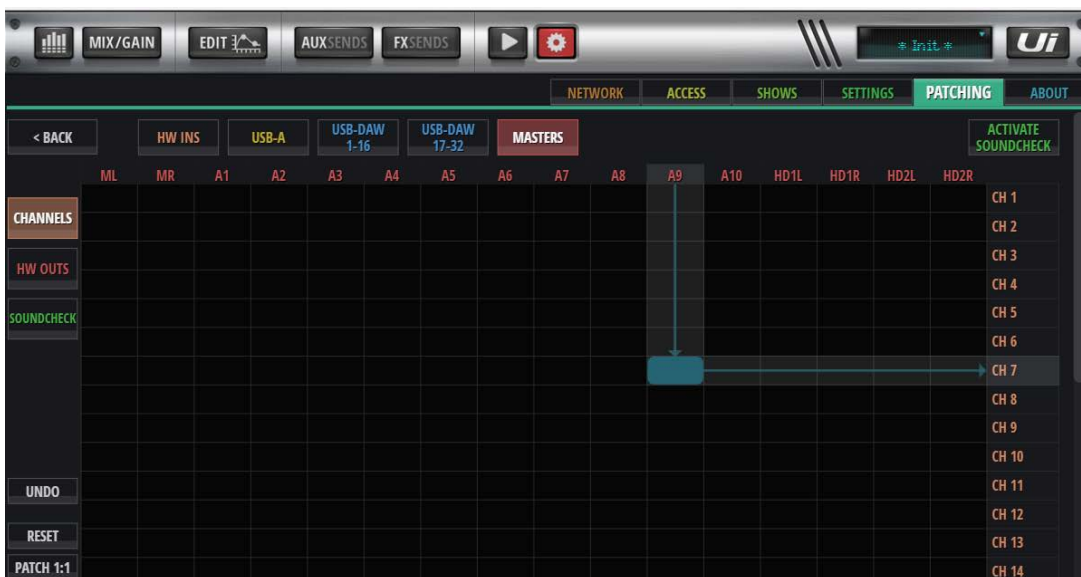 MIX/GAIN EDIT AUXSENDS FXSENDS * Init * Ui
NETWORK ACCESS SHOWS SETTINGS PATCHING ABOUT
< BACK HW INS USB-A USB-DAW 1-16 USB-DAW 17-32 MASTERS ACTIVATE SOUNDCHECK
ML MR A1 A2 A3 A4 A5 A6 A7 A8 A9 A10 HD1L HD1R HD2L HD2R
CH 1
CHANNELS CH 2
CH 3
HW OUTS CH 4
SOUNDCHECK CH 5
CH 6
CH 7
CH 8
CH 9
CH 10
UNDO CH 11
CH 12
RESET CH 13
PATCH 1:1 CH 14